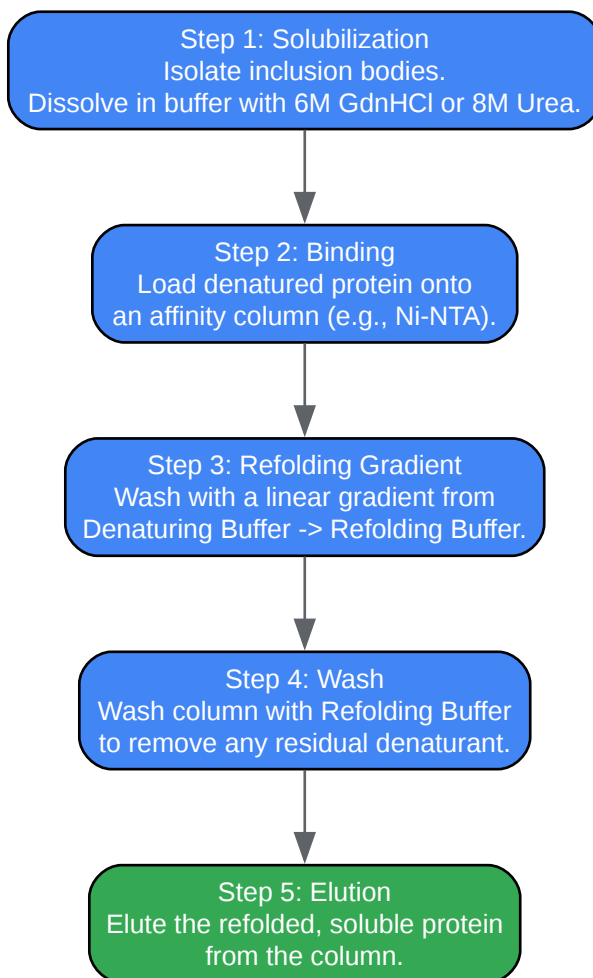 Step 1: Solubilization
Isolate inclusion bodies.
Dissolve in buffer with 6M GdnHCl or 8M Urea.
Step 2: Binding
Load denatured protein onto
an affinity column (e.g., Ni-NTA).
Step 3: Refolding Gradient
Wash with a linear gradient from
Denaturing Buffer -> Refolding Buffer.
Step 4: Wash
Wash column with Refolding Buffer
to remove any residual denaturant.
Step 5: Elution
Elute the refolded, soluble protein
from the column.